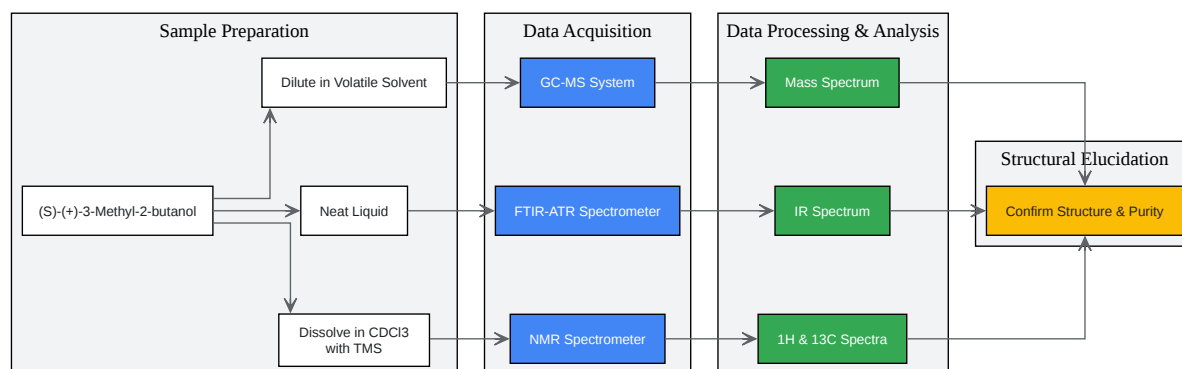 Sample Preparation
Data Acquisition
Data Processing & Analysis
Dilute in Volatile Solvent
GC-MS System
Mass Spectrum
Structural Elucidation
(S)-(+)-3-Methyl-2-butanol
Neat Liquid
FTIR-ATR Spectrometer
IR Spectrum
Confirm Structure & Purity
Dissolve in CDCl3
with TMS
NMR Spectrometer
1H & 13C Spectra